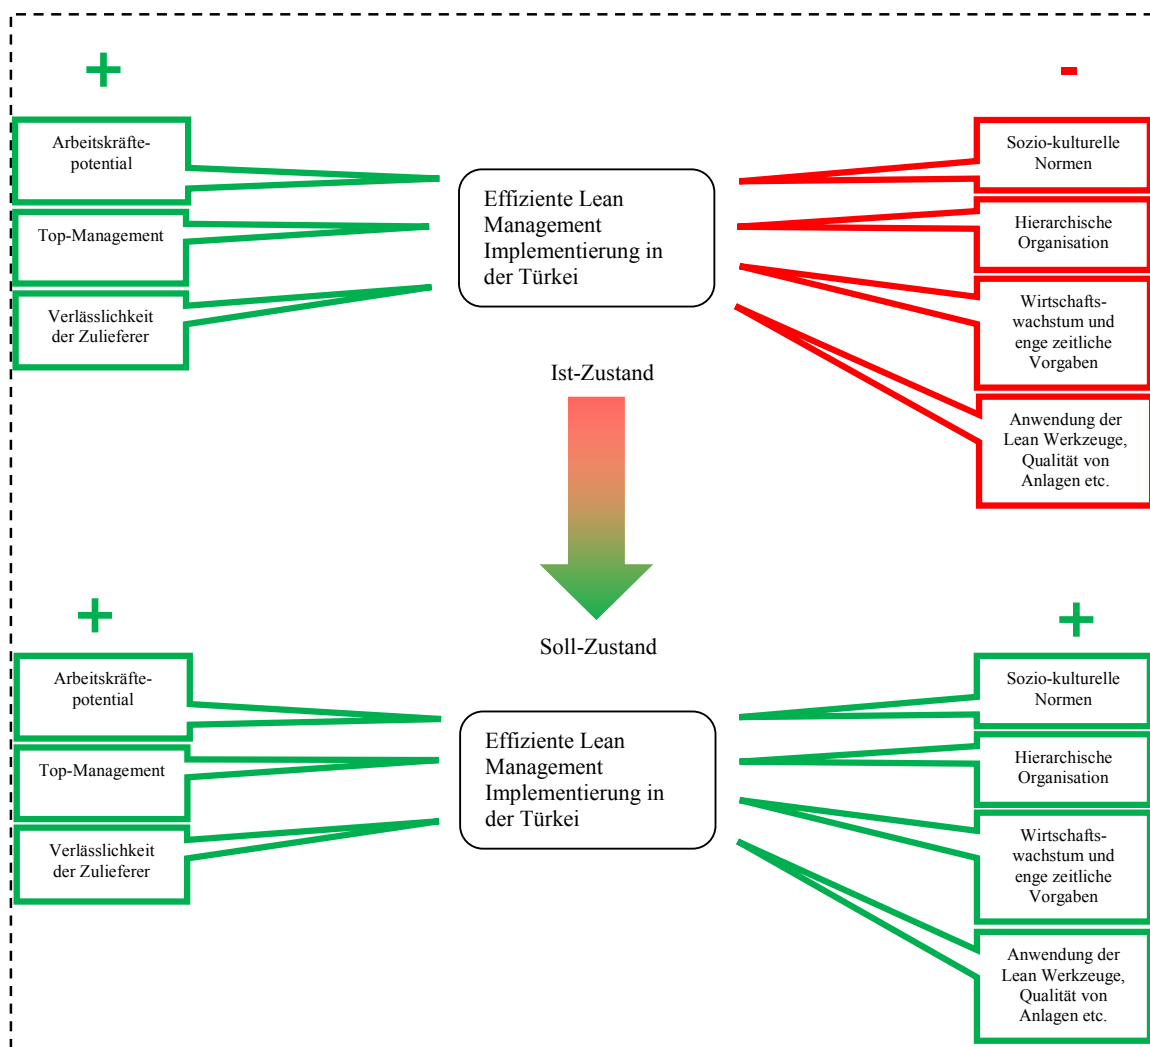 +
-
Arbeitskräfte-
potential
Top-Management
Verlässlichkeit
der Zulieferer
Effiziente Lean
Management
Implementierung in
der Türkei
Sozio-kulturelle
Normen
Hierarchische
Organisation
Wirtschafts-
wachstum und
enge zeitliche
Vorgaben
Anwendung der
Lean Werkzeuge,
Qualität von
Anlagen etc.
Ist-Zustand
Soll-Zustand
+
+
Arbeitskräfte-
potential
Top-Management
Verlässlichkeit
der Zulieferer
Effiziente Lean
Management
Implementierung in
der Türkei
Sozio-kulturelle
Normen
Hierarchische
Organisation
Wirtschafts-
wachstum und
enge zeitliche
Vorgaben
Anwendung der
Lean Werkzeuge,
Qualität von
Anlagen etc.